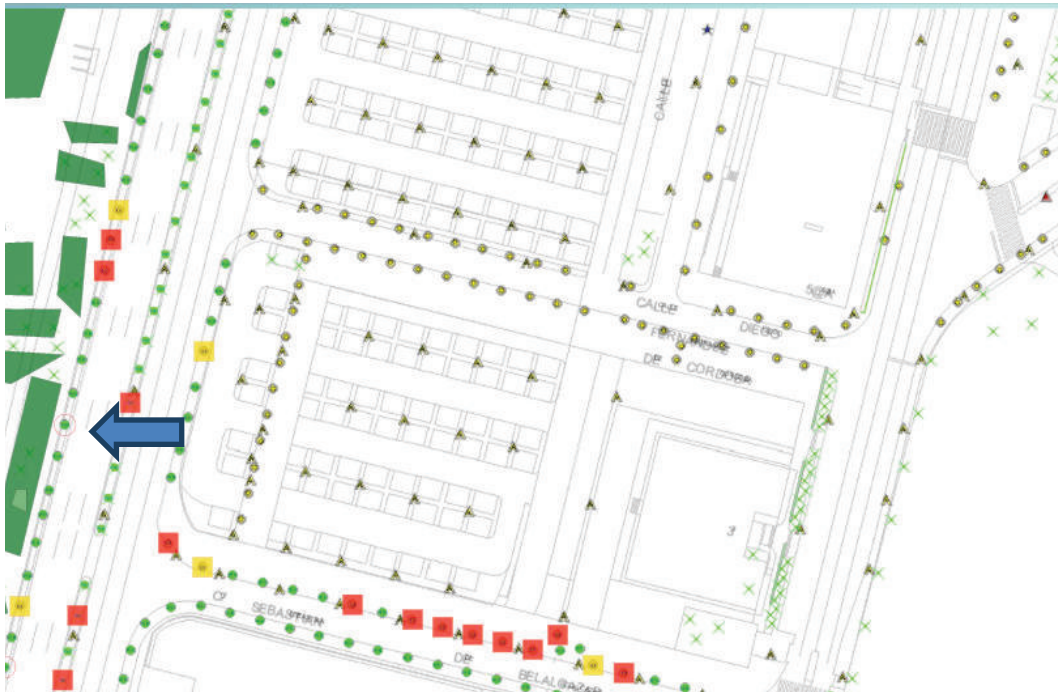 CALLE
CALLE
DIEGO
FERNANDEZ
DE CORDOBA
3
C/
SEBASTIAN
DE
BELALCAZAR